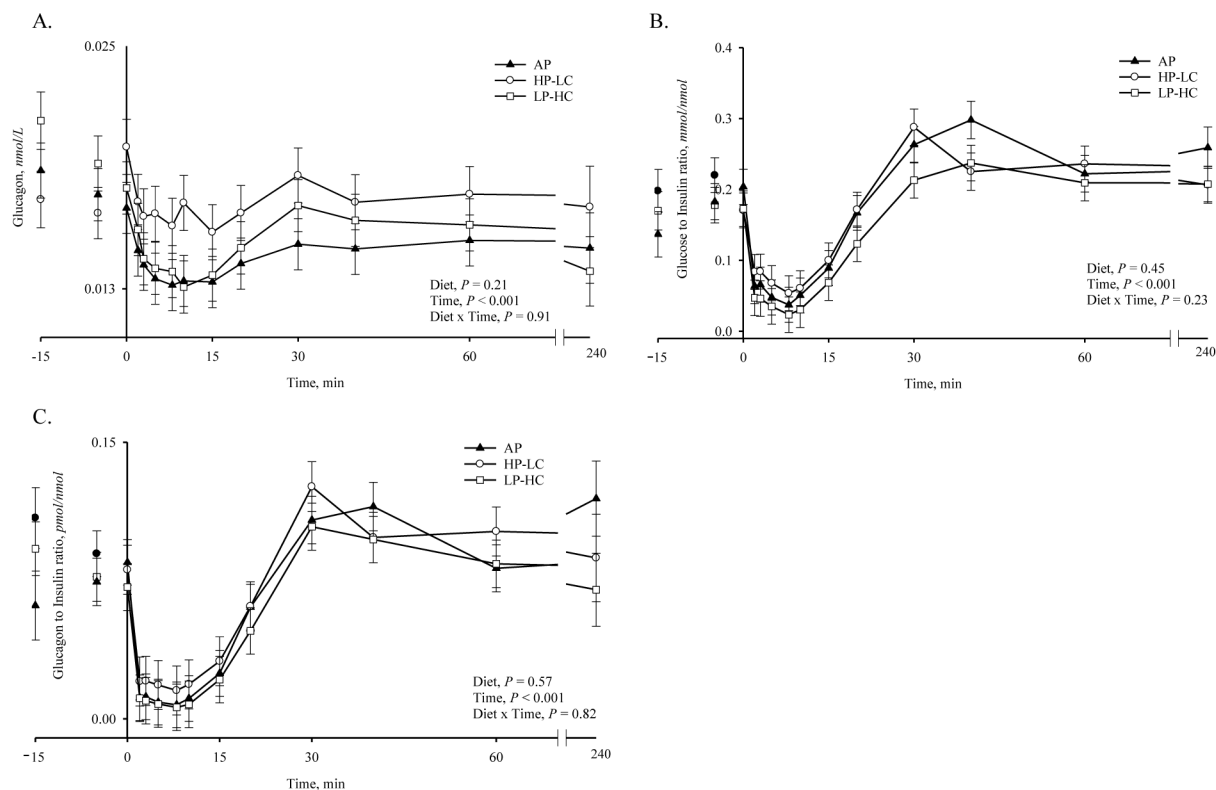 A.
0.025
Glucagon, nmol/L
0.013
AP
HP-LC
LP-HC
Diet, P = 0.21
Time, P < 0.001
Diet x Time, P = 0.91
-15
0
15
30
60
240
Time, min
B.
0.4
0.3
0.2
0.1
0.0
Glucose to Insulin ratio, mmol/nmol
AP
HP-LC
LP-HC
Diet, P = 0.45
Time, P < 0.001
Diet x Time, P = 0.23
-15
0
15
30
60
240
Time, min
C.
0.15
Glucagon to Insulin ratio, pmol/nmol
0.00
AP
HP-LC
LP-HC
Diet, P = 0.57
Time, P < 0.001
Diet x Time, P = 0.82
-15
0
15
30
60
240
Time, min